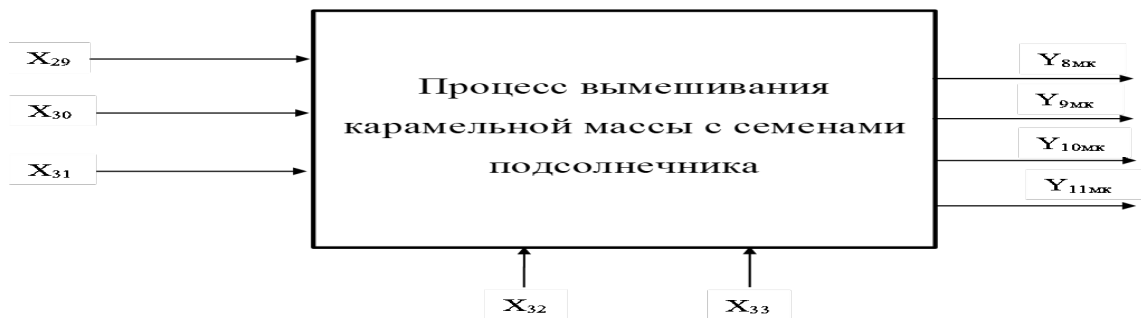 X₂₉
X₃₀
X₃₁
Процесс вымешивания
карамельной массы с семенами
подсолнечника
Y₈мк
Y₉мк
Y₁₀мк
Y₁₁мк
X₃₂
X₃₃